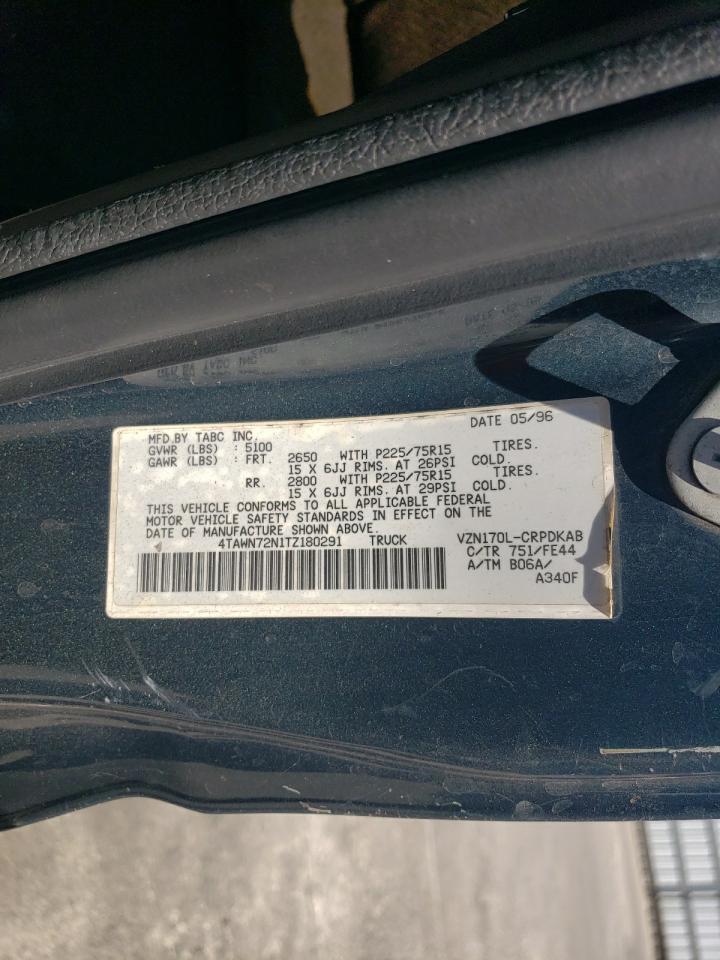 DATE 05/96
MFD.BY TABC INC.
GVWR (LBS) : 5100
GAWR (LBS) : FRT. 2650 WITH P225/75R15 TIRES.
15 X 6JJ RIMS. AT 26PSI COLD.
RR. 2800 WITH P225/75R15 TIRES.
15 X 6JJ RIMS. AT 29PSI COLD.
THIS VEHICLE CONFORMS TO ALL APPLICABLE FEDERAL
MOTOR VEHICLE SAFETY STANDARDS IN EFFECT ON THE
DATE OF MANUFACTURE SHOWN ABOVE.
4TAWN72N1TZ180291 TRUCK VZN170L-CRPDKAB
C/TR 751/FE44
A/TM B06A/
A340F